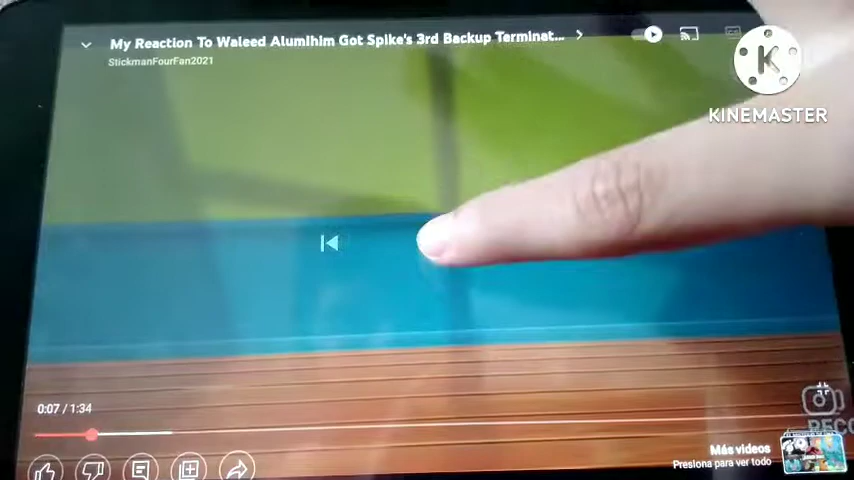 My Reaction To Waleed Alumihim Got Spike's 3rd Backup Terminat...
StickmanFourFan2021
KINEMASTER
0:07 / 1:34
Más videos
Presiona para ver todo